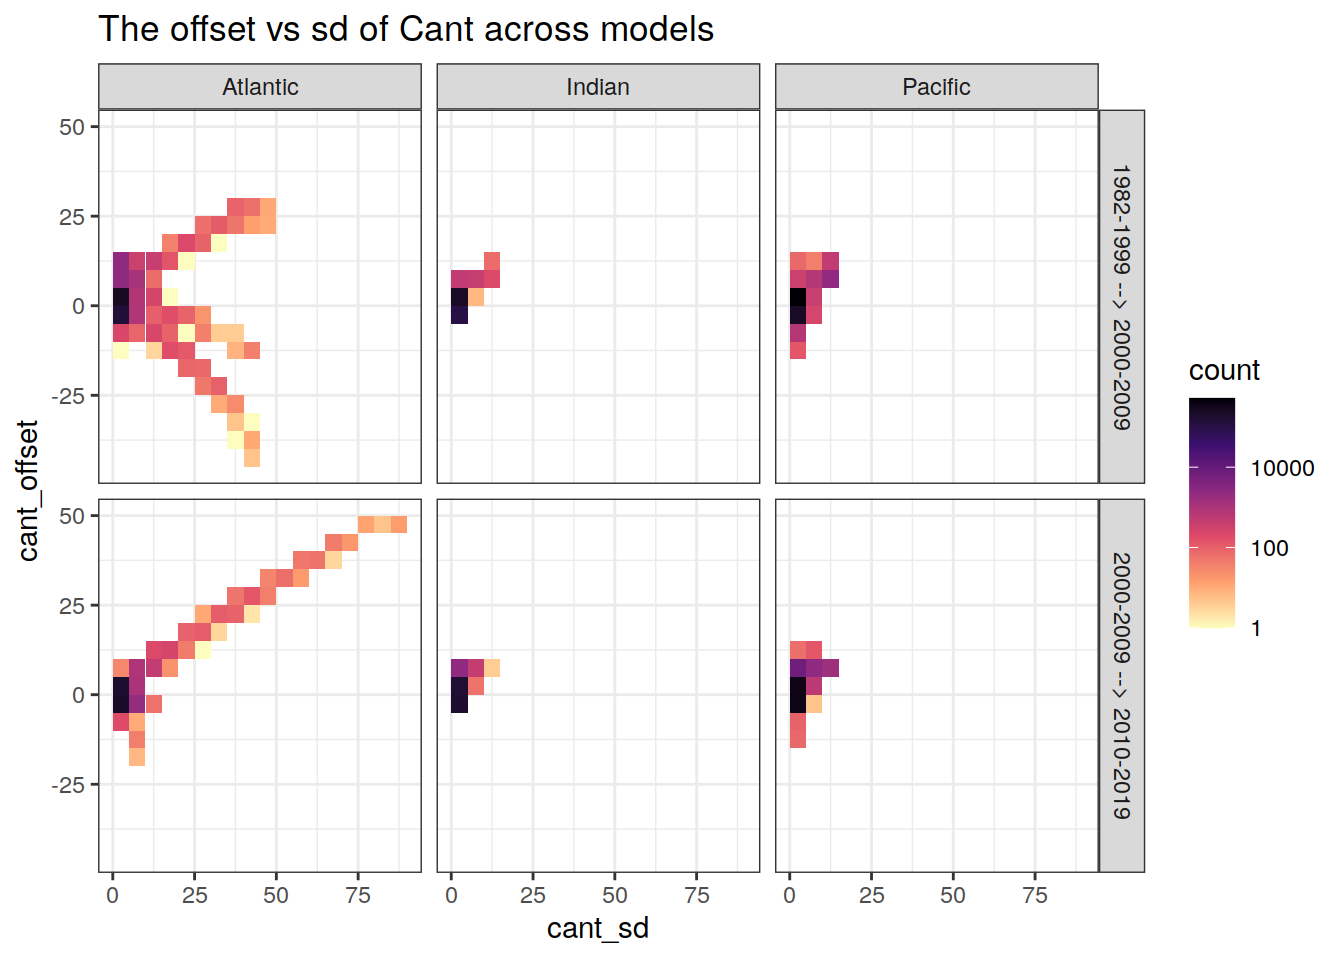 The offset vs sd of Cant across models
Atlantic
Indian
Pacific
50
25
0
-25
1982-1999 --> 2000-2009
50
25
0
-25
2000-2009 --> 2010-2019
cant_offset
0
25
50
75
0
25
50
75
0
25
50
75
cant_sd
count
10000
100
1